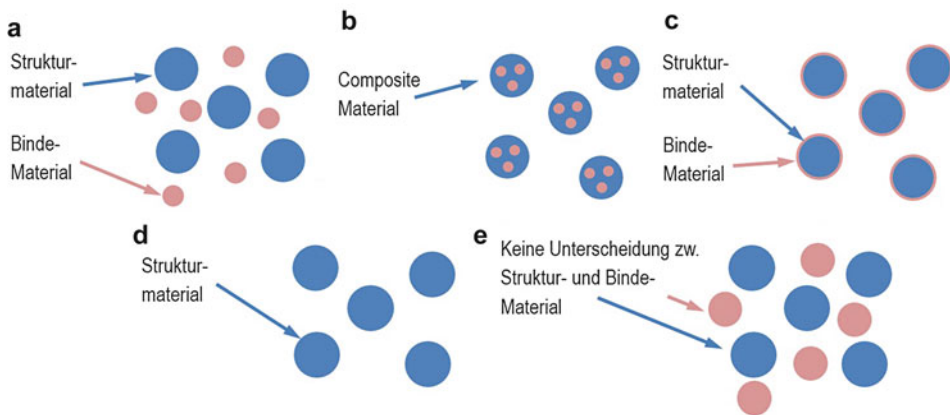 a
Struktur-
material
Binde-
Material
b
Composite
Material
c
Struktur-
material
Binde-
Material
d
Struktur-
material
e
Keine Unterscheidung zw.
Struktur- und Binde-
Material